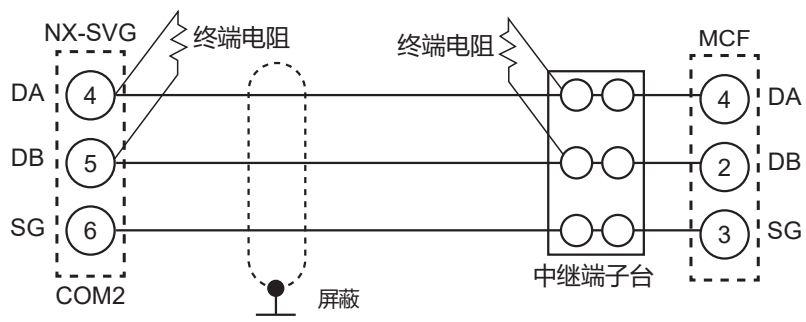 NX-SVG
终端电阻
终端电阻
MCF
DA 4 4 DA
DB 5 2 DB
SG 6 3 SG
COM2
屏蔽
中继端子台